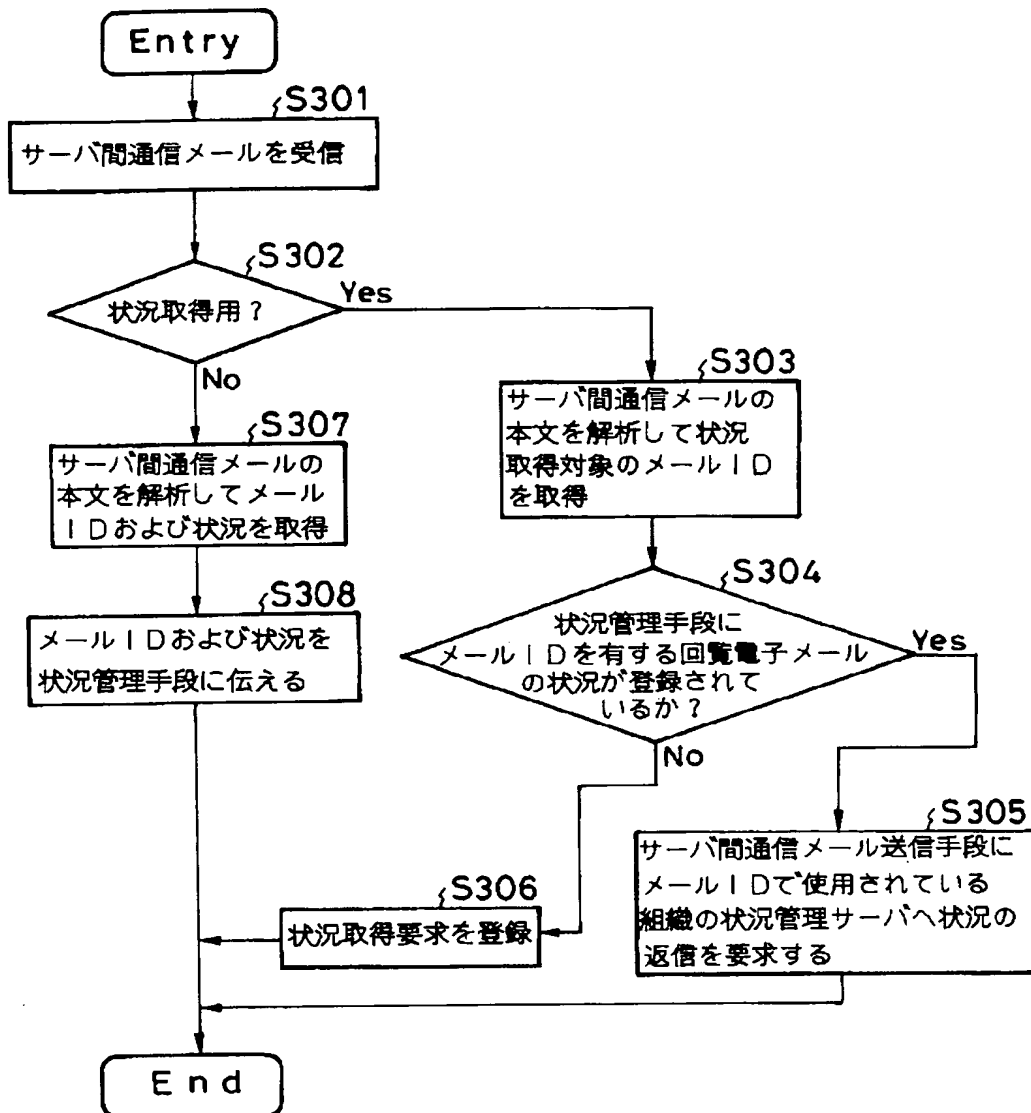 Entry
S301
サーバ間通信メールを受信
S302
状況取得用?
Yes
No
S303
サーバ間通信メールの
本文を解析して状況
取得対象のメールID
を取得
S307
サーバ間通信メールの
本文を解析してメール
IDおよび状況を取得
S304
状況管理手段に
メールIDを有する回覧電子メール
の状況が登録されて
いるか?
Yes
No
S308
メールIDおよび状況を
状況管理手段に伝える
S305
サーバ間通信メール送信手段に
メールIDで使用されている
組織の状況管理サーバへ状況の
返信を要求する
S306
状況取得要求を登録
End